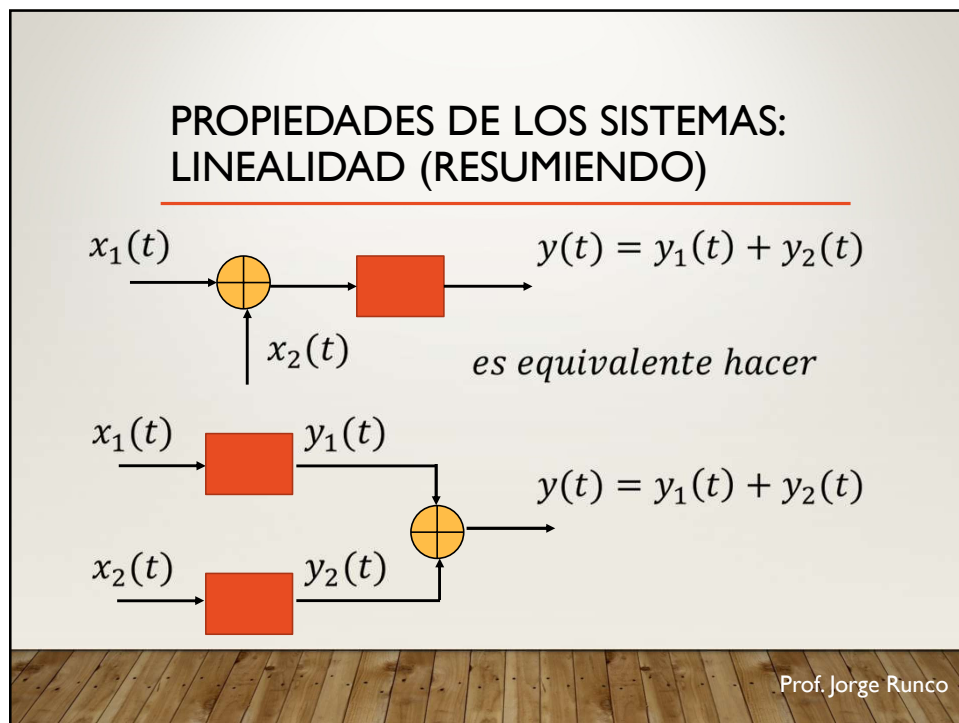 PROPIEDADES DE LOS SISTEMAS:
LINEALIDAD (RESUMIENDO)
x₁(t)
y(t) = y₁(t) + y₂(t)
x₂(t)
es equivalente hacer
x₁(t)
y₁(t)
y(t) = y₁(t) + y₂(t)
x₂(t)
y₂(t)
Prof. Jorge Runco